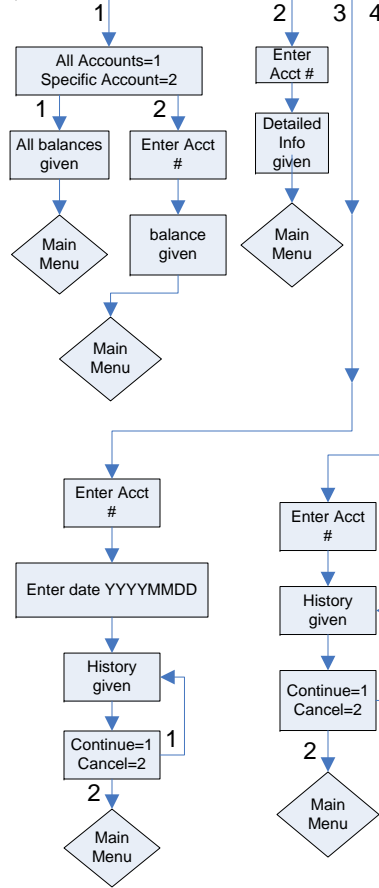 1
2
3
4
All Accounts=1
Specific Account=2
1
2
All balances
given
Enter Acct
#
Main
Menu
balance
given
Main
Menu
Enter
Acct #
Detailed
Info
given
Main
Menu
Enter Acct
#
Enter date YYYYMMDD
History
given
Continue=1
Cancel=2
1
2
Main
Menu
Enter Acct
#
History
given
Continue=1
Cancel=2
2
Main
Menu